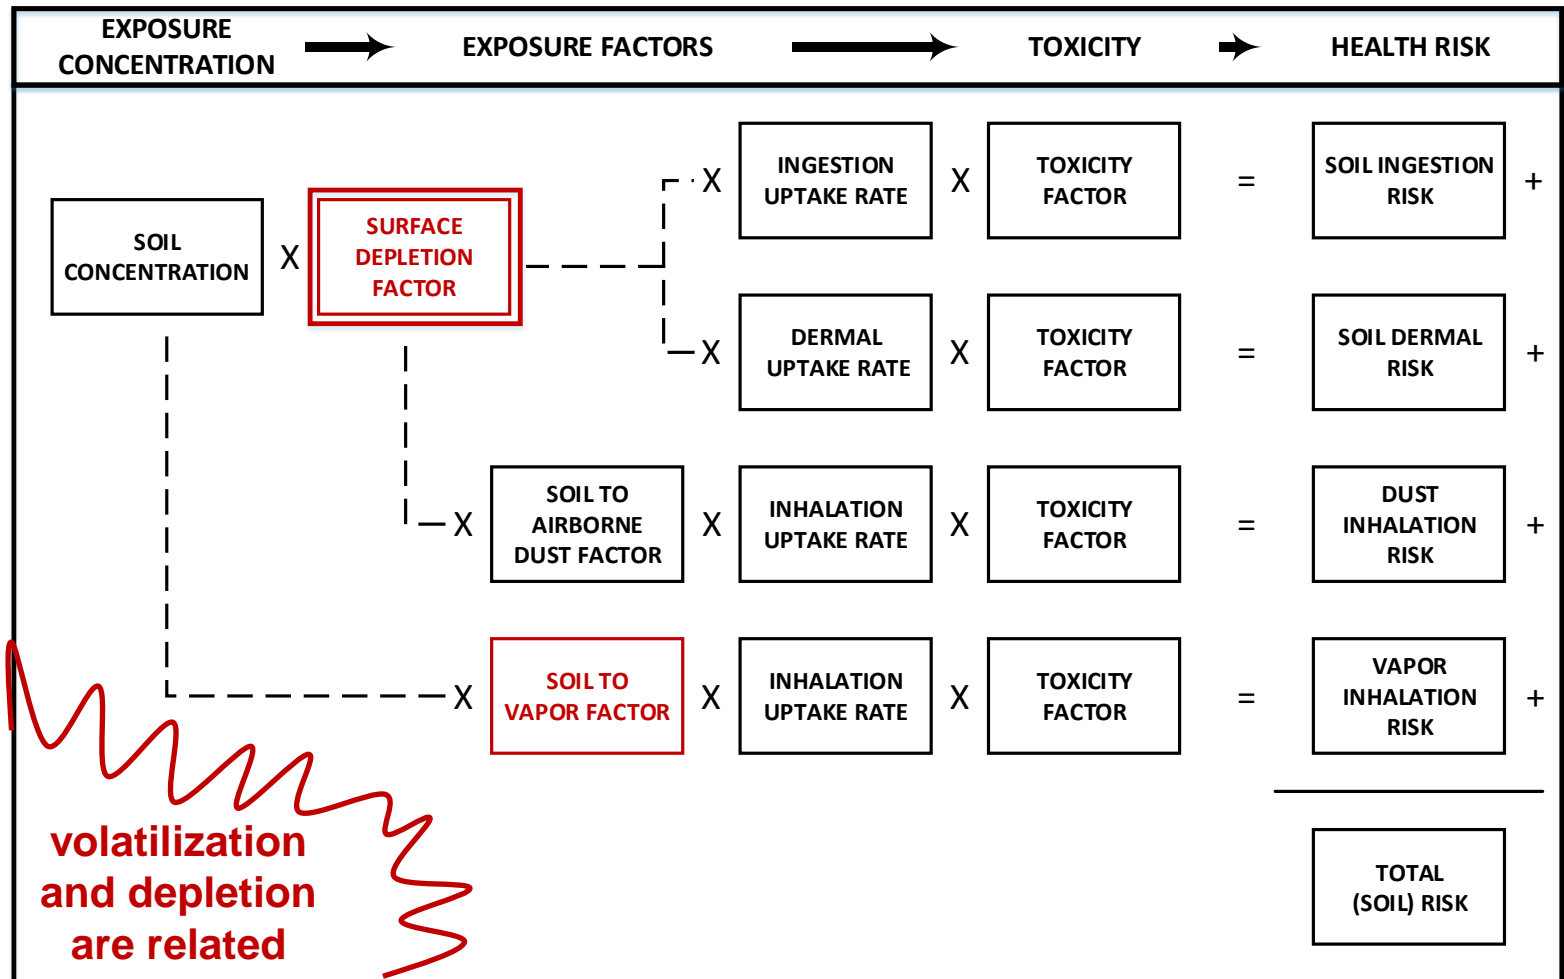 EXPOSURE
CONCENTRATION
EXPOSURE FACTORS
TOXICITY
HEALTH RISK
SOIL
CONCENTRATION
X
SURFACE
DEPLETION
FACTOR
X
INGESTION
UPTAKE RATE
X
TOXICITY
FACTOR
=
SOIL INGESTION
RISK
+
X
DERMAL
UPTAKE RATE
X
TOXICITY
FACTOR
=
SOIL DERMAL
RISK
+
X
SOIL TO
AIRBORNE
DUST FACTOR
X
INHALATION
UPTAKE RATE
X
TOXICITY
FACTOR
=
DUST
INHALATION
RISK
+
X
SOIL TO
VAPOR FACTOR
X
INHALATION
UPTAKE RATE
X
TOXICITY
FACTOR
=
VAPOR
INHALATION
RISK
+
volatilization
and depletion
are related
TOTAL
(SOIL) RISK